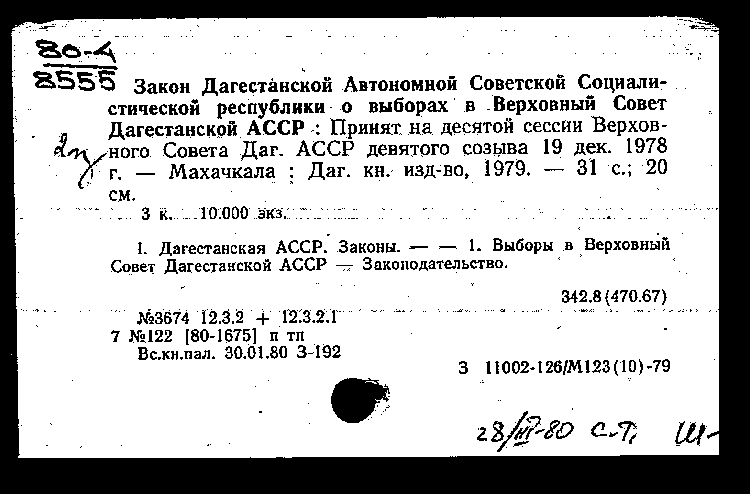 80-4
8555
Закон Дагестанской Автономной Советской Социали-
стической республики о выборах в Верховный Совет
Дагестанской АССР : Принят на десятой сессии Верхов-
ного Совета Даг. АССР девятого созыва 19 дек. 1978
г. — Махачкала : Даг. кн. изд-во, 1979. — 31 с.; 20
см.
3 к. 10.000 экз.
I. Дагестанская АССР. Законы. — — 1. Выборы в Верховный
Совет Дагестанской АССР — Законодательство.
342.8(470.67)
№3674 12.3.2 + 12.3.2.1
7 №122 [80-1675] п тп
Вс.кн.пал. 30.01.80 З-192
З 11002-126/М123(10)-79
28/III-80 С.Т. Ш-